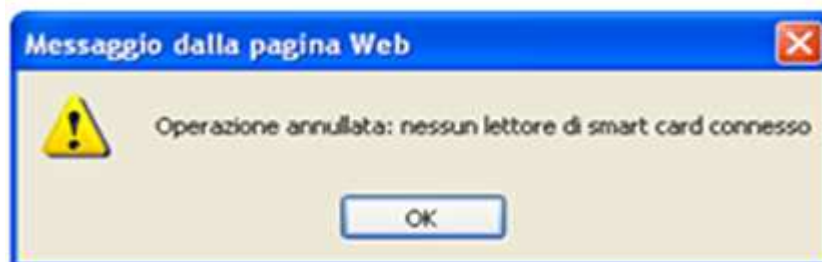 Messaggio dalla pagina Web
Operazione annullata: nessun lettore di smart card connesso
OK